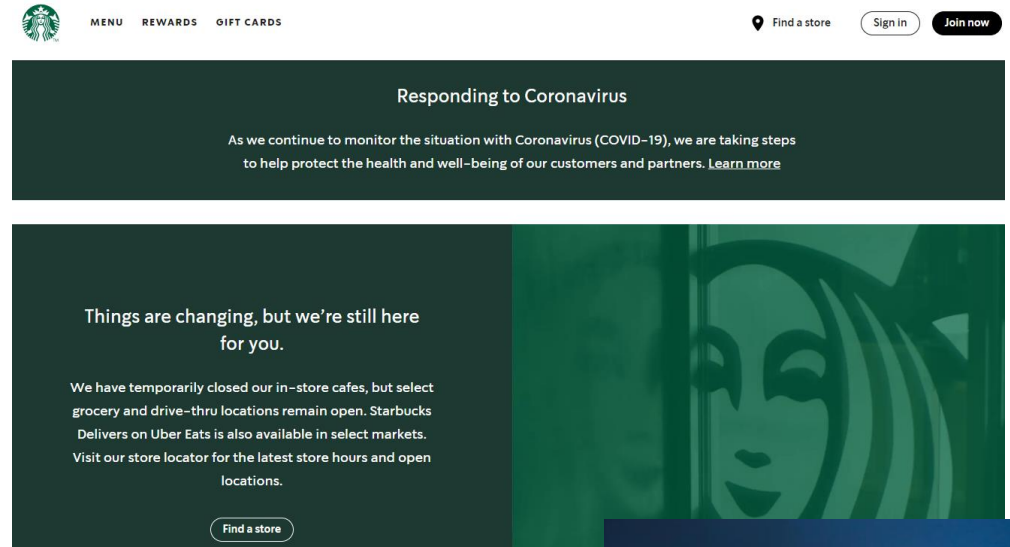 MENU REWARDS GIFT CARDS Find a store Sign in Join now
Responding to Coronavirus
As we continue to monitor the situation with Coronavirus (COVID-19), we are taking steps
to help protect the health and well-being of our customers and partners. Learn more
Things are changing, but we're still here
for you.
We have temporarily closed our in-store cafes, but select
grocery and drive-thru locations remain open. Starbucks
Delivers on Uber Eats is also available in select markets.
Visit our store locator for the latest store hours and open
locations.
Find a store